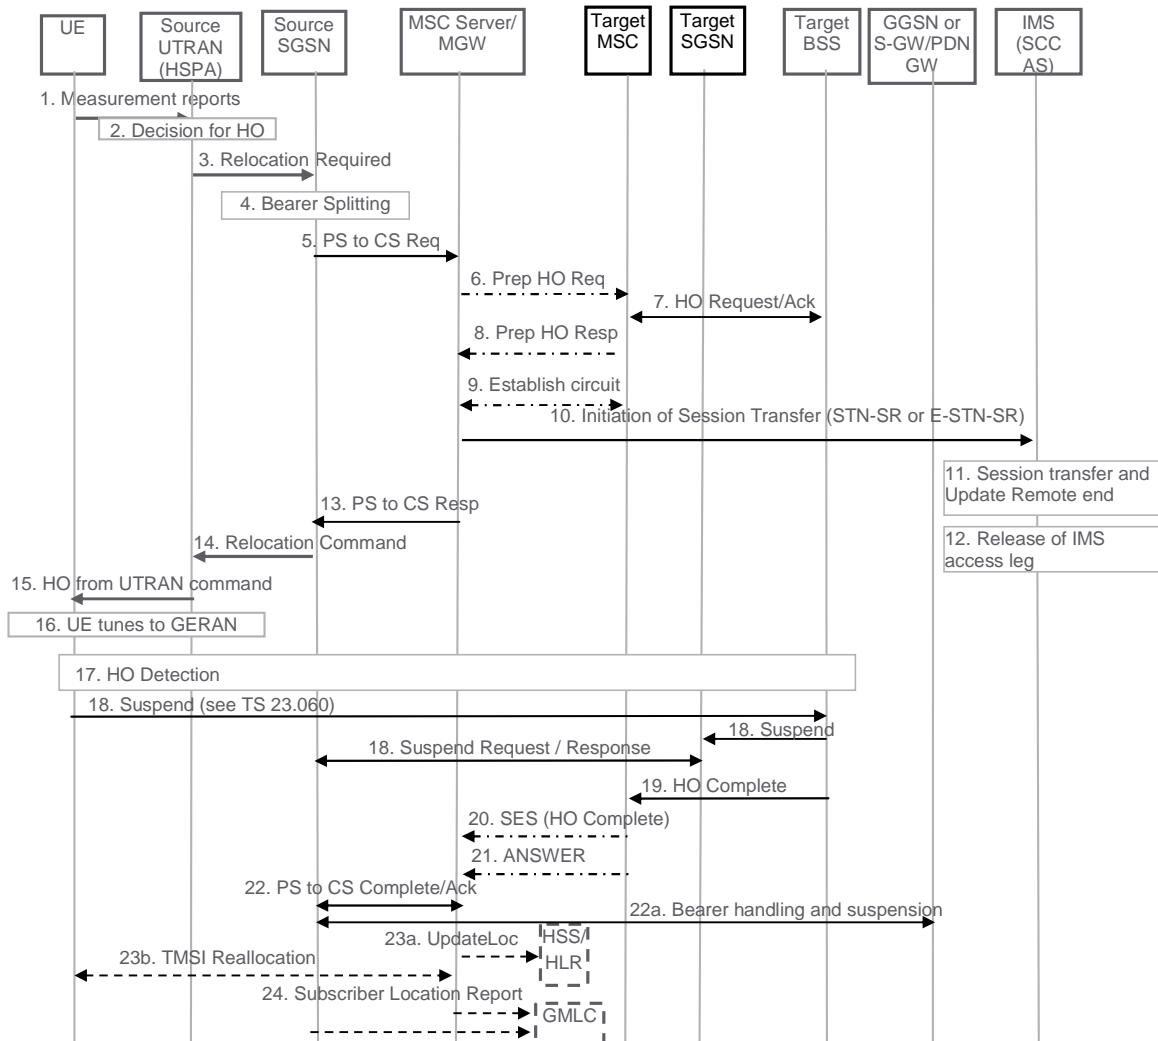 UE
Source
UTRAN
(HSPA)
Source
SGSN
MSC Server/
MGW
Target
MSC
Target
SGSN
Target
BSS
GGSN or
S-GW/PDN
GW
IMS
(SCC
AS)
1. Measurement reports
2. Decision for HO
3. Relocation Required
4. Bearer Splitting
5. PS to CS Req
6. Prep HO Req
7. HO Request/Ack
8. Prep HO Resp
9. Establish circuit
10. Initiation of Session Transfer (STN-SR or E-STN-SR)
11. Session transfer and
Update Remote end
13. PS to CS Resp
12. Release of IMS
access leg
14. Relocation Command
15. HO from UTRAN command
16. UE tunes to GERAN
17. HO Detection
18. Suspend (see TS 23.060)
18. Suspend
18. Suspend Request / Response
19. HO Complete
20. SES (HO Complete)
21. ANSWER
22. PS to CS Complete/Ack
22a. Bearer handling and suspension
23a. UpdateLoc
HSS/
HLR
23b. TMSI Reallocation
24. Subscriber Location Report
GMLC